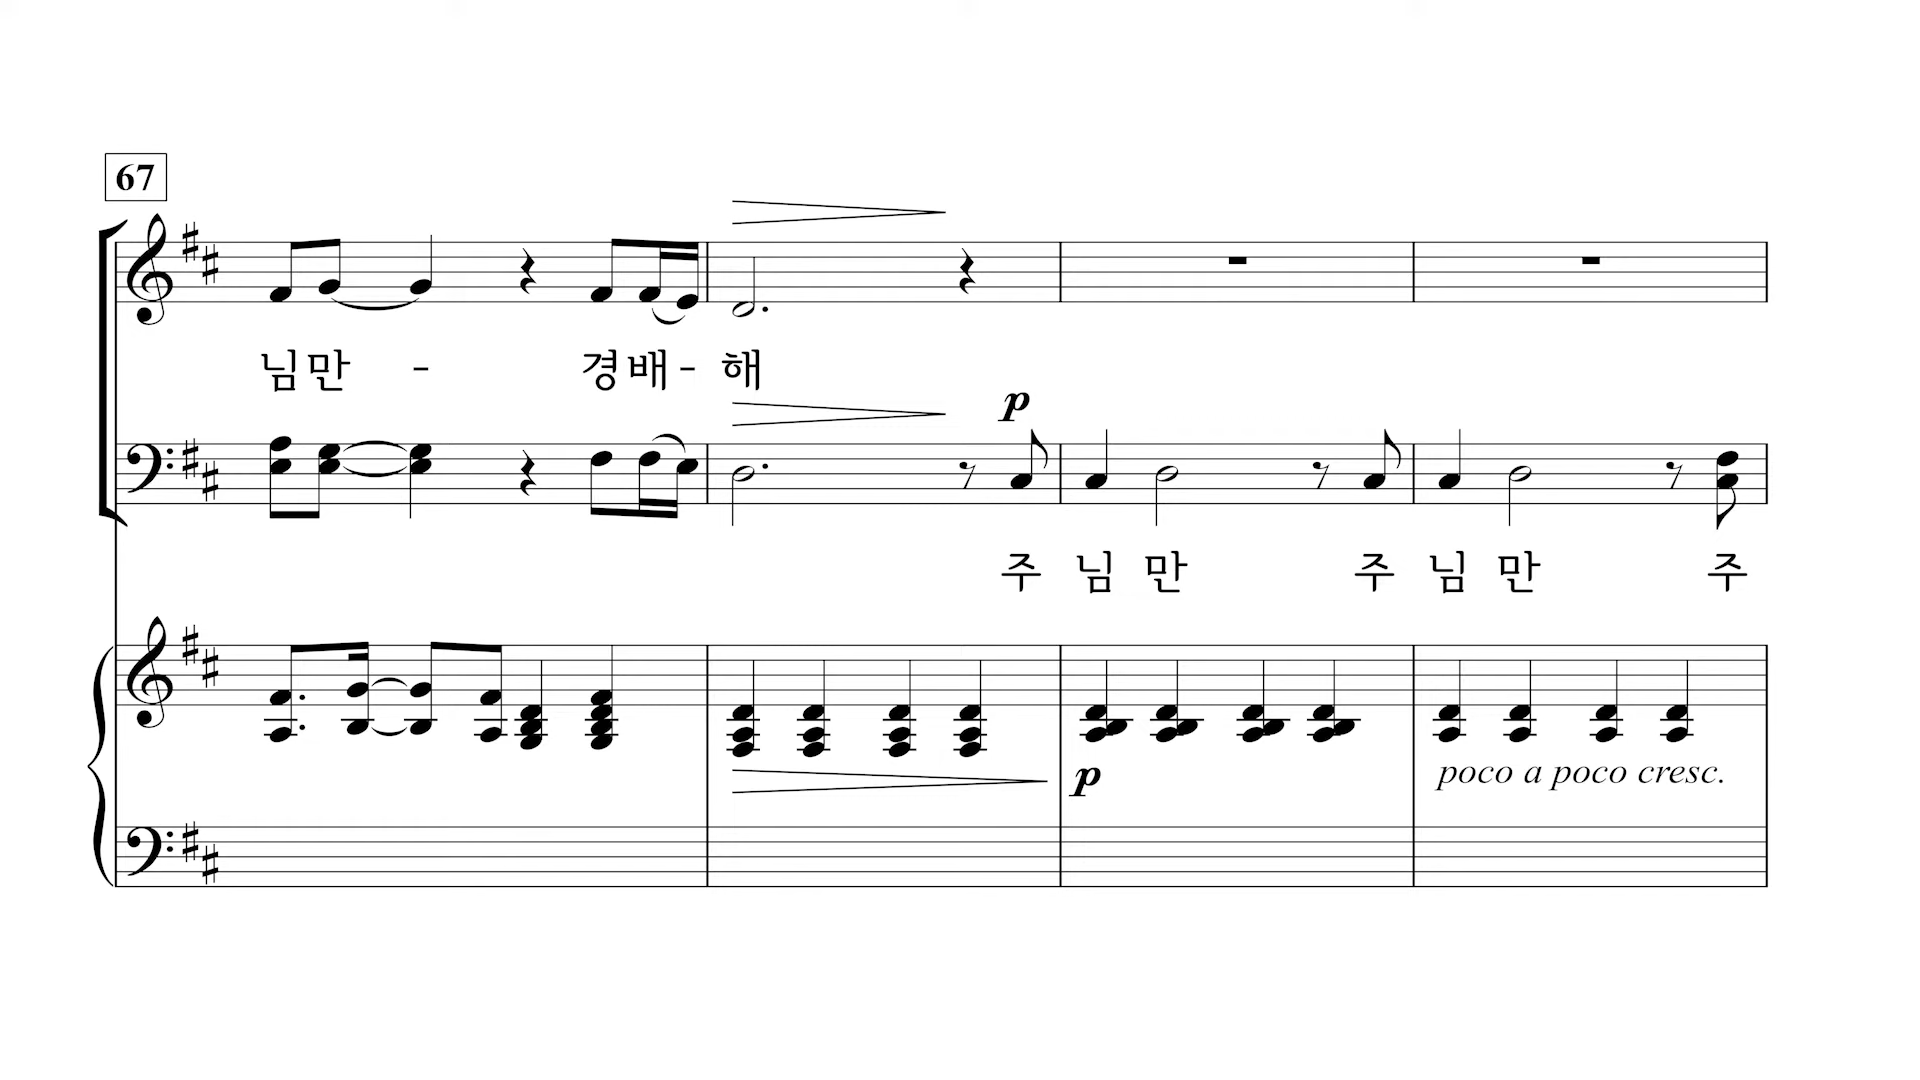 67
님만 - 경배 - 해
p
주 님 만 주 님 만 주
p poco a poco cresc.